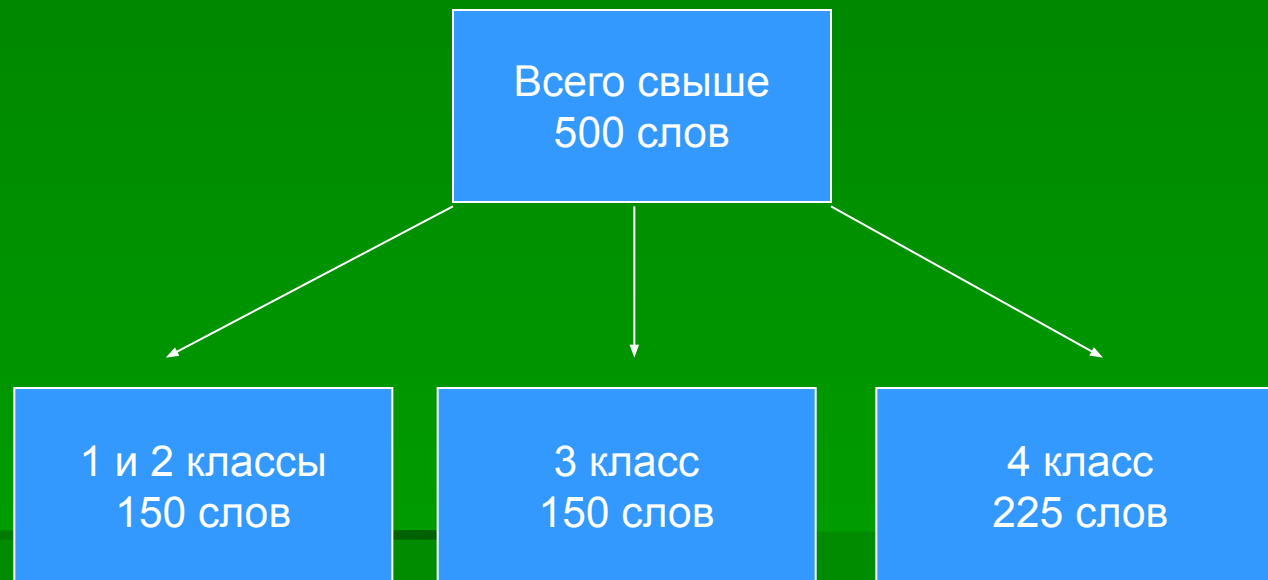 Всего свыше
500 слов
1 и 2 классы
150 слов
3 класс
150 слов
4 класс
225 слов